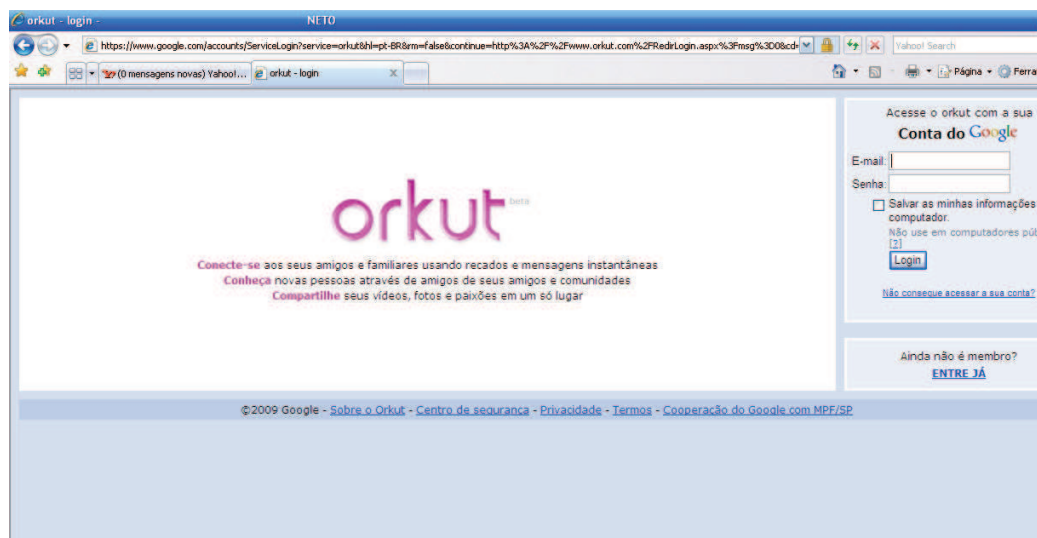 orkut - login - NETO
https://www.google.com/accounts/ServiceLogin?service=orkut&hl=pt-BR&rm=false&continue=http%3A%2F%2Fwww.orkut.com%2FRedirLogin.aspx%3Fmsg%3D0&cd=
Yahoo! Search
(0 mensagens novas) Yahoo!...
orkut - login
Página
Ferra
orkut beta
Conecte-se aos seus amigos e familiares usando recados e mensagens instantâneas
Conheça novas pessoas através de amigos de seus amigos e comunidades
Compartilhe seus vídeos, fotos e paixões em um só lugar
Acesse o orkut com a sua
Conta do Google
E-mail:
Senha:
Salvar as minhas informações
computador.
Não use em computadores púb
[?]
Login
Não consegue acessar a sua conta?
Ainda não é membro?
ENTRE JÁ
©2009 Google - Sobre o Orkut - Centro de segurança - Privacidade - Termos - Cooperação do Google com MPF/SP